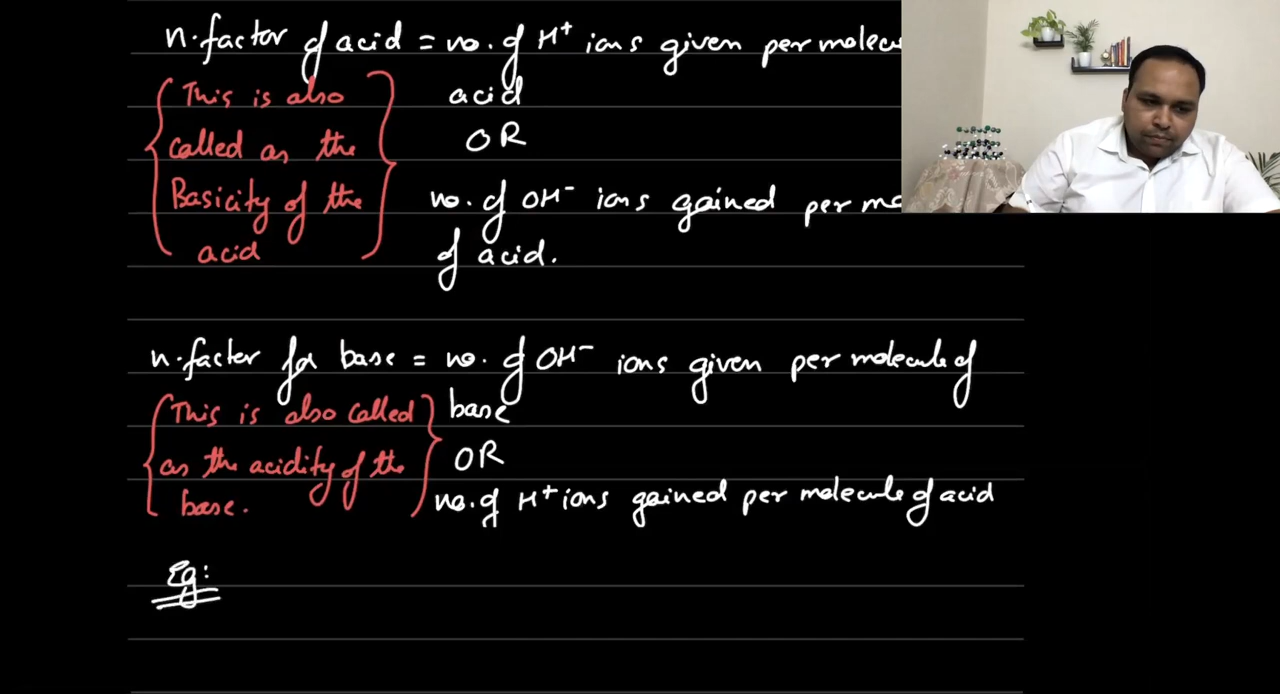 n.factor of acid = no. of H⁺ ions given per
{This is also} acid
called as the OR
Basicity of the no. of OH⁻ ions gained per
acid of acid.
n.factor for base = no. of OH⁻ ions given per molecule of
{This is also called} base
as the acidity of the OR
base. no. of H⁺ ions gained per molecule of acid
Eg: